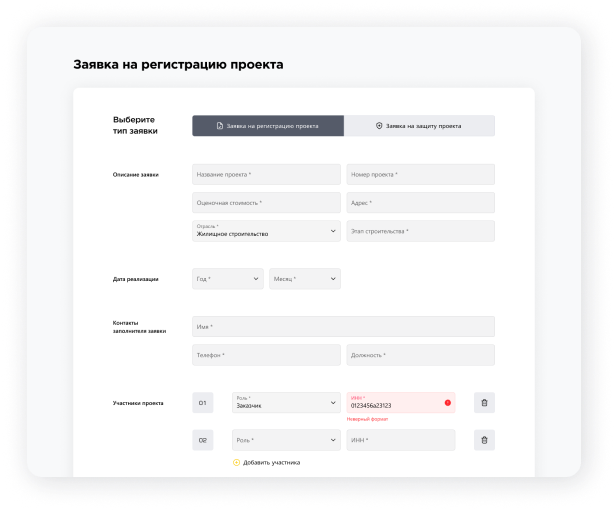 Заявка на регистрацию проекта
Выберите
тип заявки
Заявка на регистрацию проекта
Заявка на защиту проекта
Описание заявки
Название проекта *
Номер проекта *
Оценочная стоимость *
Адрес *
Отрасль *
Жилищное строительство
Этап строительства *
Дата реализации
Год *
Месяц *
Контакты
заполнителя заявки
Имя *
Телефон *
Должность *
Участники проекта
01
Роль *
Заказчик
ИНН *
0123456a23123
Неверный формат
02
Роль *
ИНН *
Добавить участника